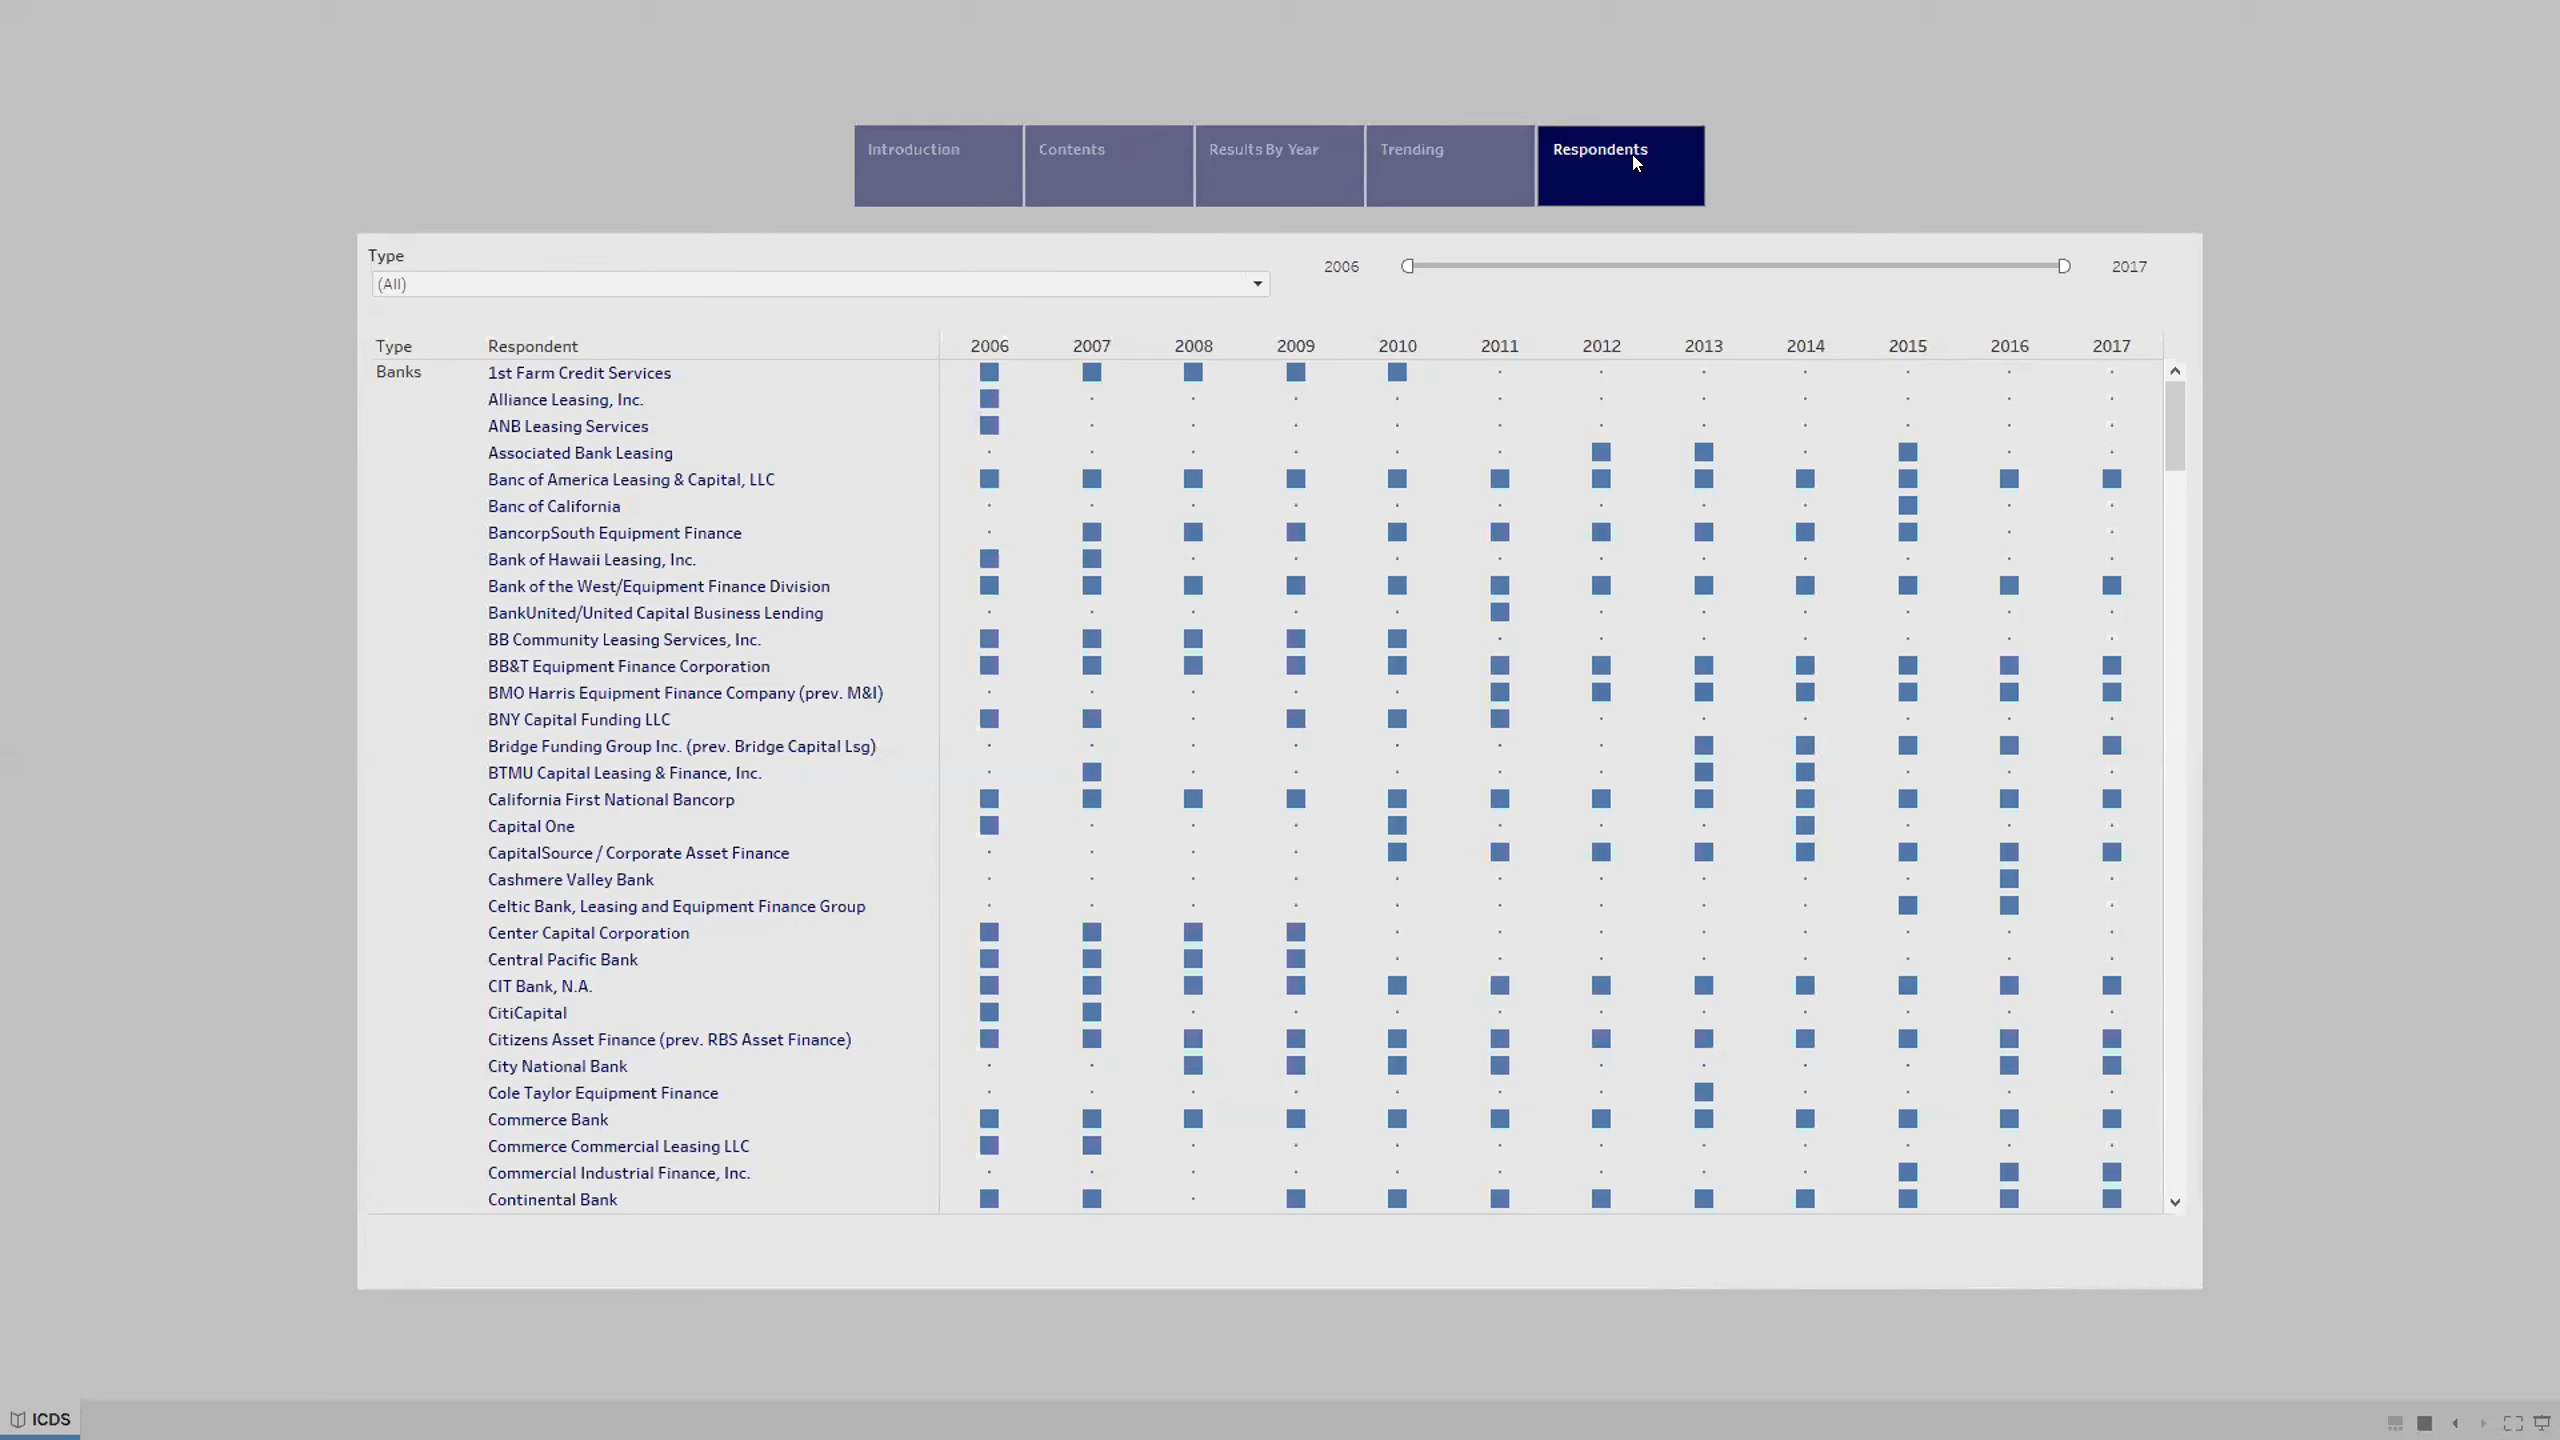 Introduction
Contents
Results By Year
Trending
Respondents
Type
(All)
2006
2017
Type Respondent 2006 2007 2008 2009 2010 2011 2012 2013 2014 2015 2016 2017
Banks 1st Farm Credit Services
Alliance Leasing, Inc.
ANB Leasing Services
Associated Bank Leasing
Banc of America Leasing & Capital, LLC
Banc of California
BancorpSouth Equipment Finance
Bank of Hawaii Leasing, Inc.
Bank of the West/Equipment Finance Division
BankUnited/United Capital Business Lending
BB Community Leasing Services, Inc.
BB&T Equipment Finance Corporation
BMO Harris Equipment Finance Company (prev. M&I)
BNY Capital Funding LLC
Bridge Funding Group Inc. (prev. Bridge Capital Lsg)
BTMU Capital Leasing & Finance, Inc.
California First National Bancorp
Capital One
CapitalSource / Corporate Asset Finance
Cashmere Valley Bank
Celtic Bank, Leasing and Equipment Finance Group
Center Capital Corporation
Central Pacific Bank
CIT Bank, N.A.
CitiCapital
Citizens Asset Finance (prev. RBS Asset Finance)
City National Bank
Cole Taylor Equipment Finance
Commerce Bank
Commerce Commercial Leasing LLC
Commercial Industrial Finance, Inc.
Continental Bank
ICDS